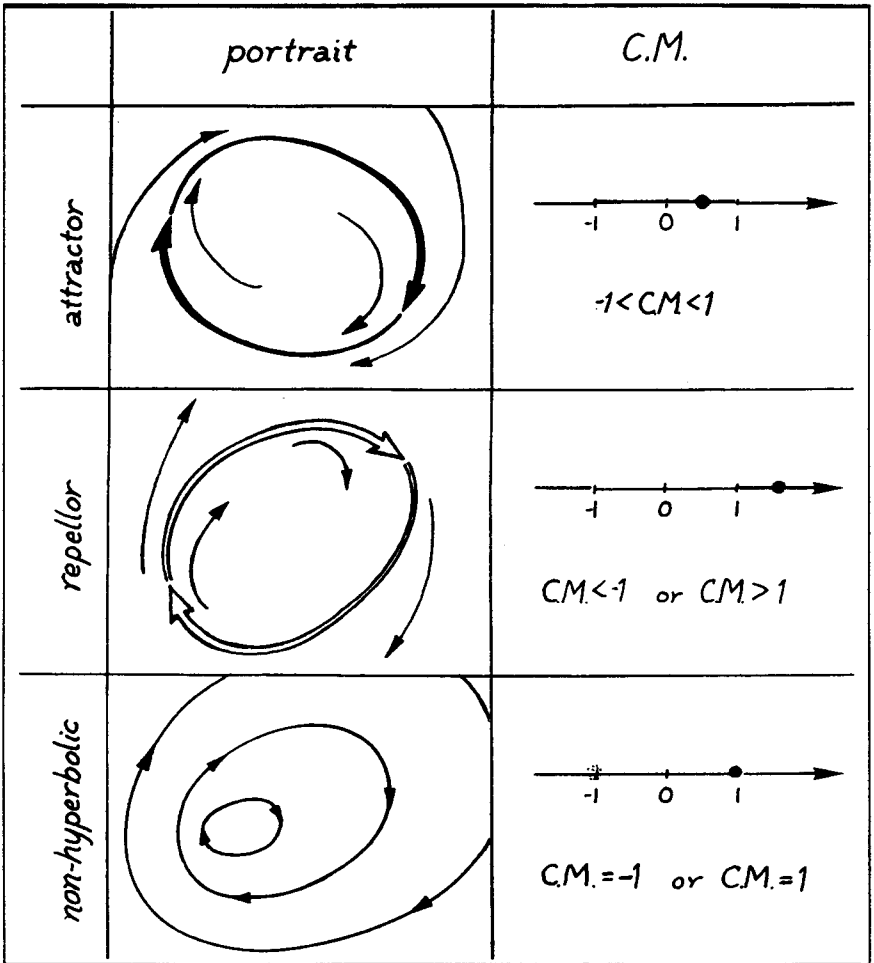 portrait
C.M.
attractor
-1 0 1
-1<C.M.<1
repellor
-1 0 1
C.M.<-1 or C.M.>1
non-hyperbolic
-1 0 1
C.M.=-1 or C.M.=1